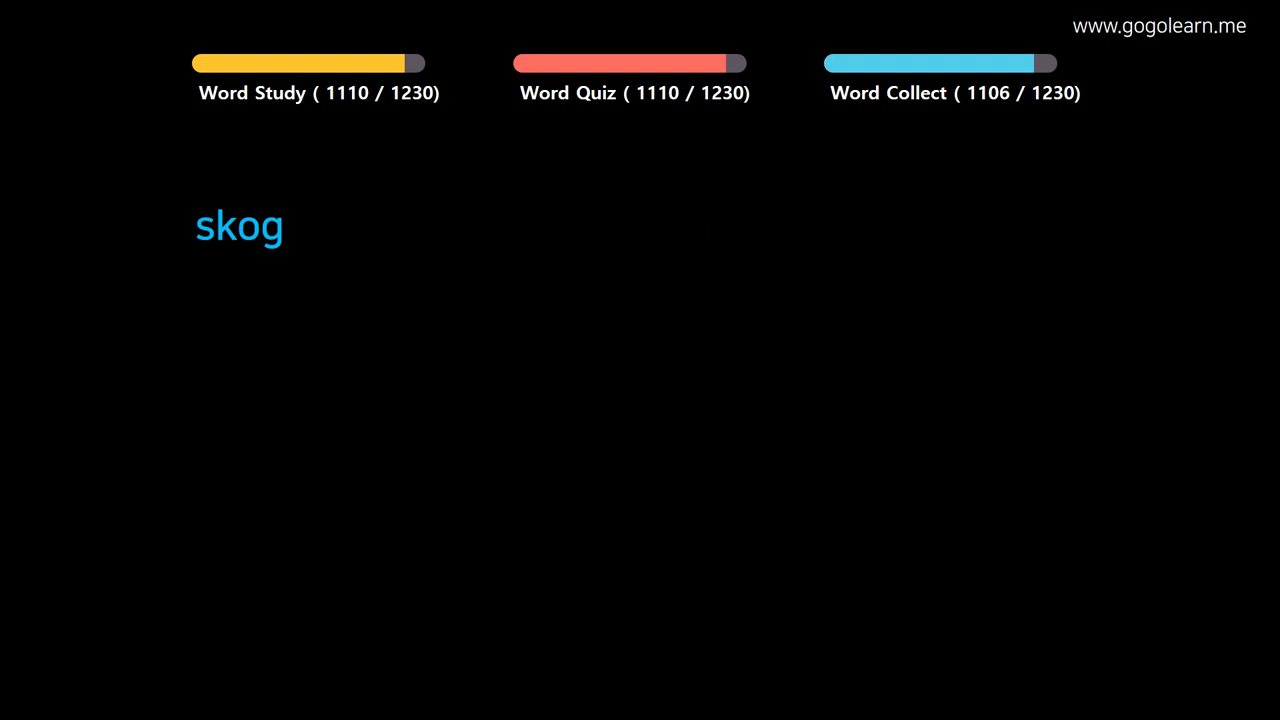 www.gogolearn.me
Word Study ( 1110 / 1230)
Word Quiz ( 1110 / 1230)
Word Collect ( 1106 / 1230)
skog